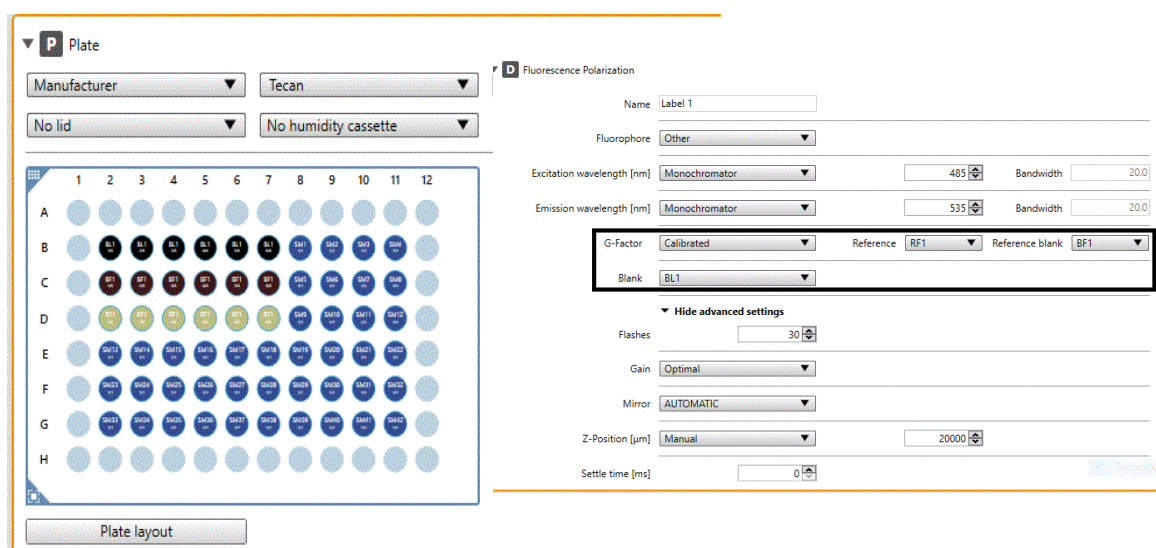 P Plate
Manufacturer Tecan
No lid No humidity cassette
1 2 3 4 5 6 7 8 9 10 11 12
A
B BL1 BL1 BL1 BL1 BL1 BL1 SM1 SM2 SM3 SM4
C BF1 BF1 BF1 BF1 BF1 BF1 SM5 SM6 SM7 SM8
D RF1 RF1 RF1 RF1 RF1 RF1 SM9 SM10 SM11 SM12
E SM13 SM14 SM15 SM16 SM17 SM18 SM19 SM20 SM21 SM22
F SM23 SM24 SM25 SM26 SM27 SM28 SM29 SM30 SM31 SM32
G SM33 SM34 SM35 SM36 SM37 SM38 SM39 SM40 SM41 SM42
H
Plate layout
D Fluorescence Polarization
Name Label 1
Fluorophore Other
Excitation wavelength [nm] Monochromator 485 Bandwidth 20.0
Emission wavelength [nm] Monochromator 535 Bandwidth 20.0
G-Factor Calibrated Reference RF1 Reference blank BF1
Blank BL1
Hide advanced settings
Flashes 30
Gain Optimal
Mirror AUTOMATIC
Z-Position [µm] Manual 20000
Settle time [ms] 0